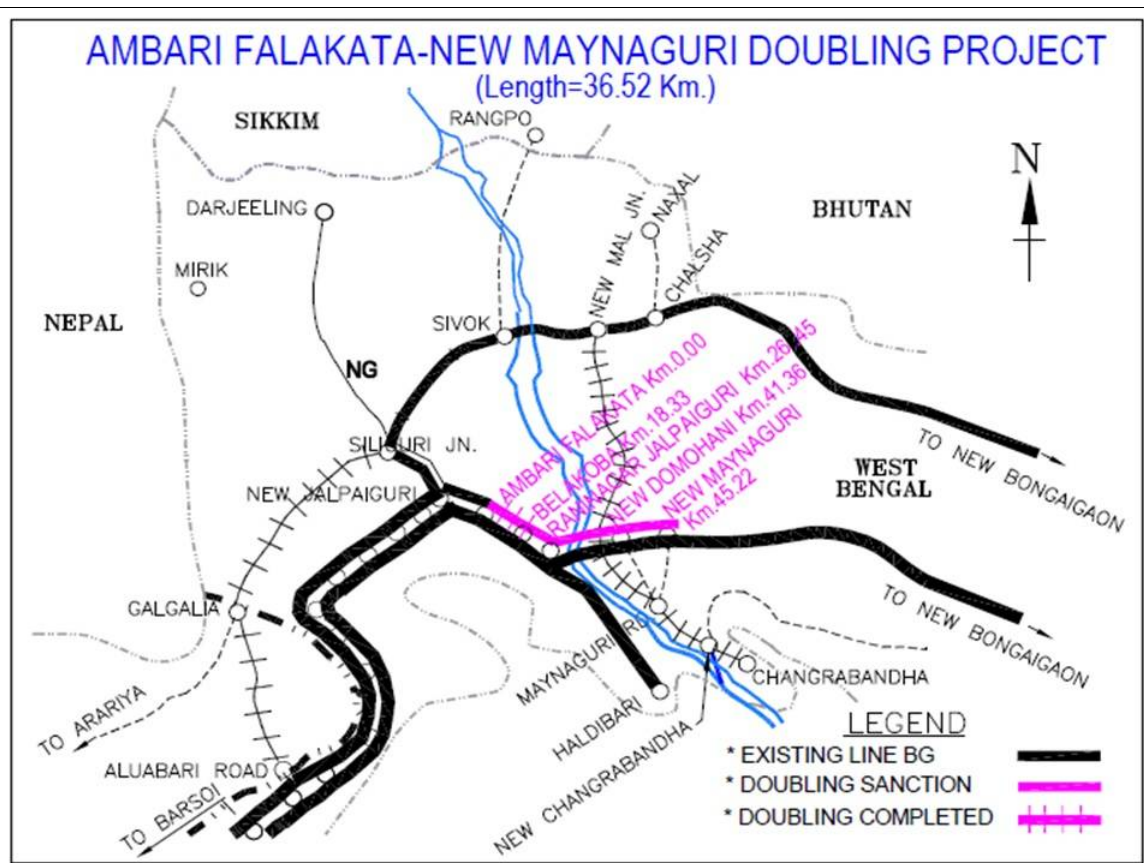 AMBARI FALAKATA-NEW MAYNAGURI DOUBLING PROJECT
(Length=36.52 Km.)
SIKKIM
RANGPO
N
DARJEELING
NEW MAL JN.
NAXAL
BHUTAN
MIRIK
CHALSHA
NEPAL
SIVOK
NG
AMBARI FALAKATA Km.0.00
BELAKOBA Km.18.33
JALPAIGURI
NEW DOMOHANI Km.41.36
NEW MAYNAGURI
Km.45.22
SILIGURI JN.
TO NEW BONGAIGAON
WEST
BENGAL
NEW JALPAIGURI
GALGALIA
TO NEW BONGAIGAON
MAYNAGURI RD
CHANGRABANDHA
TO ARARIYA
HALDIBARI
NEW CHANGRABANDHA
ALUABARI ROAD
TO BARSOI
LEGEND
* EXISTING LINE BG
* DOUBLING SANCTION
* DOUBLING COMPLETED